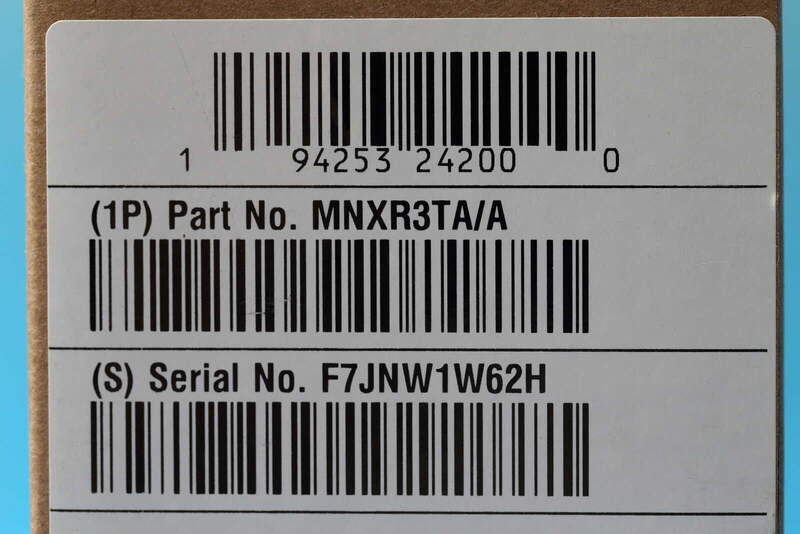 1 94253 24200 0
(1P) Part No. MNXR3TA/A
(S) Serial No. F7JNW1W62H